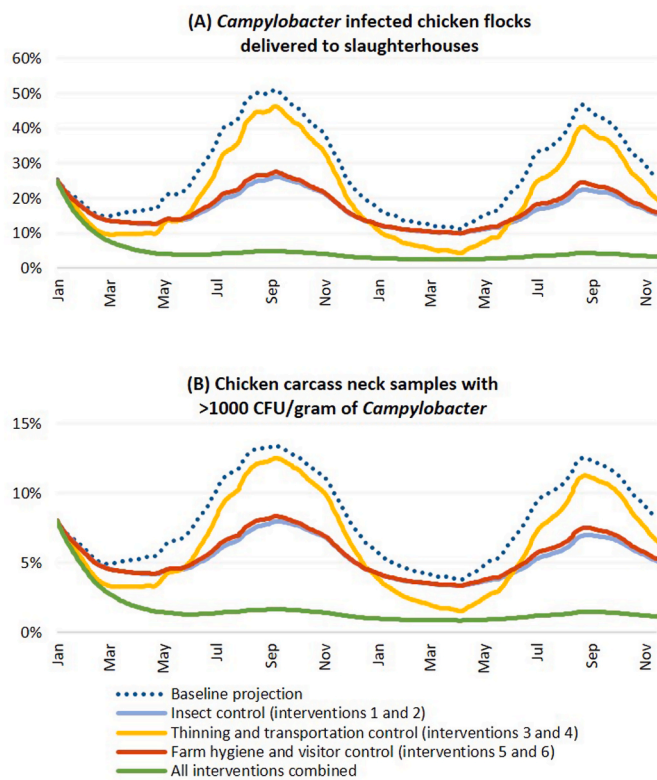 (A) Campylobacter infected chicken flocks
delivered to slaughterhouses
60%
50%
40%
30%
20%
10%
0%
Jan
Mar
May
Jul
Sep
Nov
Jan
Mar
May
Jul
Sep
Nov
(B) Chicken carcass neck samples with
>1000 CFU/gram of Campylobacter
15%
10%
5%
0%
Jan
Mar
May
Jul
Sep
Nov
Jan
Mar
May
Jul
Sep
Nov
Baseline projection
Insect control (interventions 1 and 2)
Thinning and transportation control (interventions 3 and 4)
Farm hygiene and visitor control (interventions 5 and 6)
All interventions combined